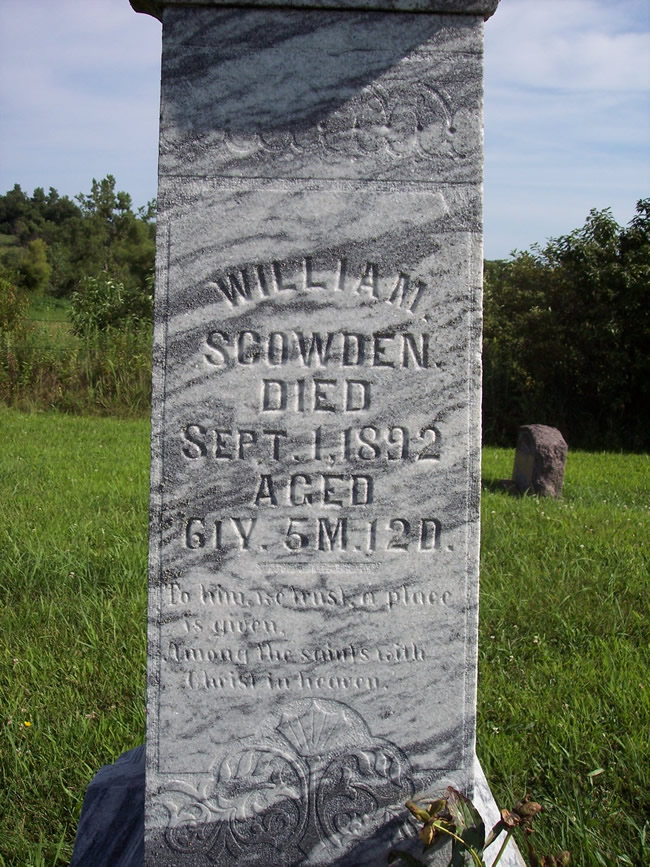 WILLIAM.
SCOWDEN.
DIED
SEPT. 1, 1892
AGED
61Y. 5M. 12D.
To him, we trust, a place
is given,
Among the saints with
Christ in heaven.